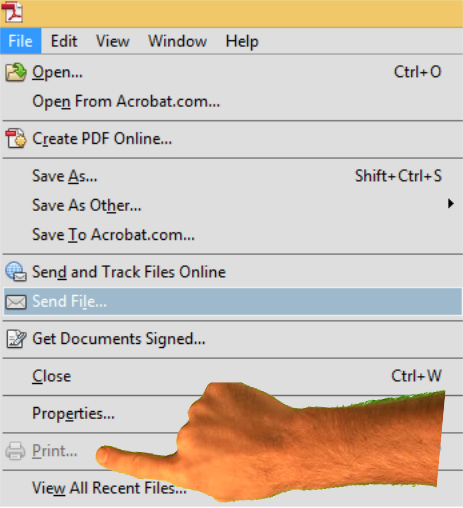 File Edit View Window Help
Open... Ctrl+O
Open From Acrobat.com...
Create PDF Online...
Save As... Shift+Ctrl+S
Save As Other...
Save To Acrobat.com...
Send and Track Files Online
Send File...
Get Documents Signed...
Close Ctrl+W
Properties...
Print...
View All Recent Files...